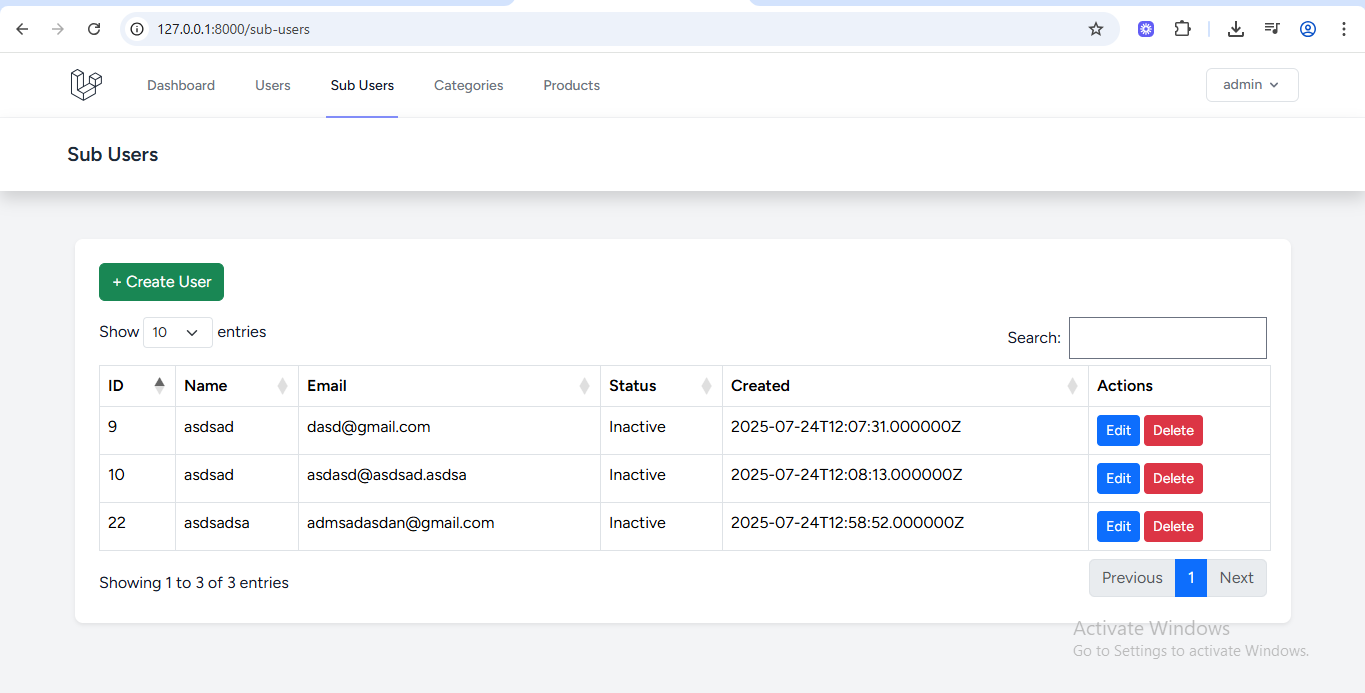 127.0.0.1:8000/sub-users
Dashboard Users Sub Users Categories Products admin
Sub Users
+ Create User
Show 10 entries Search:
ID Name Email Status Created Actions
9 asdsad dasd@gmail.com Inactive 2025-07-24T12:07:31.000000Z Edit Delete
10 asdsad asdasd@asdsad.asdsa Inactive 2025-07-24T12:08:13.000000Z Edit Delete
22 asdsadsa admsadasdan@gmail.com Inactive 2025-07-24T12:58:52.000000Z Edit Delete
Showing 1 to 3 of 3 entries Previous 1 Next
Activate Windows
Go to Settings to activate Windows.